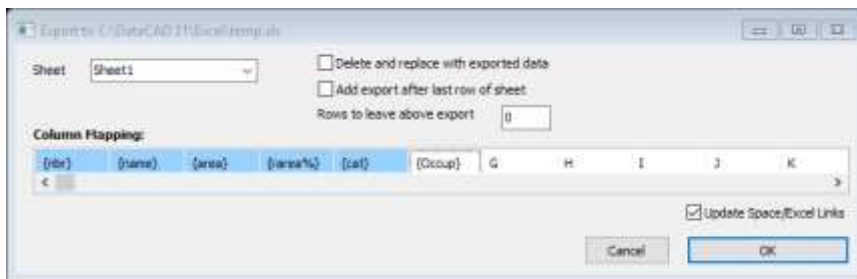 Export to C:\DataCAD 21\Excel\temp.xls
Sheet
Sheet1
Delete and replace with exported data
Add export after last row of sheet
Rows to leave above export
0
Column Mapping:
{nbr} {name} {area} {rarea%} {cat} {Occup} G H I J K
Update Space/Excel Links
Cancel
OK